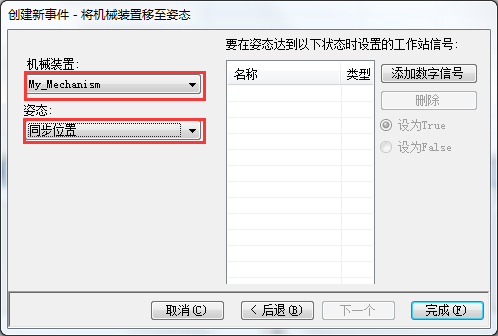 创建新事件 - 将机械装置移至姿态
机械装置:
My_Mechanism
姿态:
同步位置
要在姿态达到以下状态时设置的工作站信号:
名称 类型
添加数字信号
删除
设为True
设为False
取消(C) < 后退(B) 下一个 完成(F)